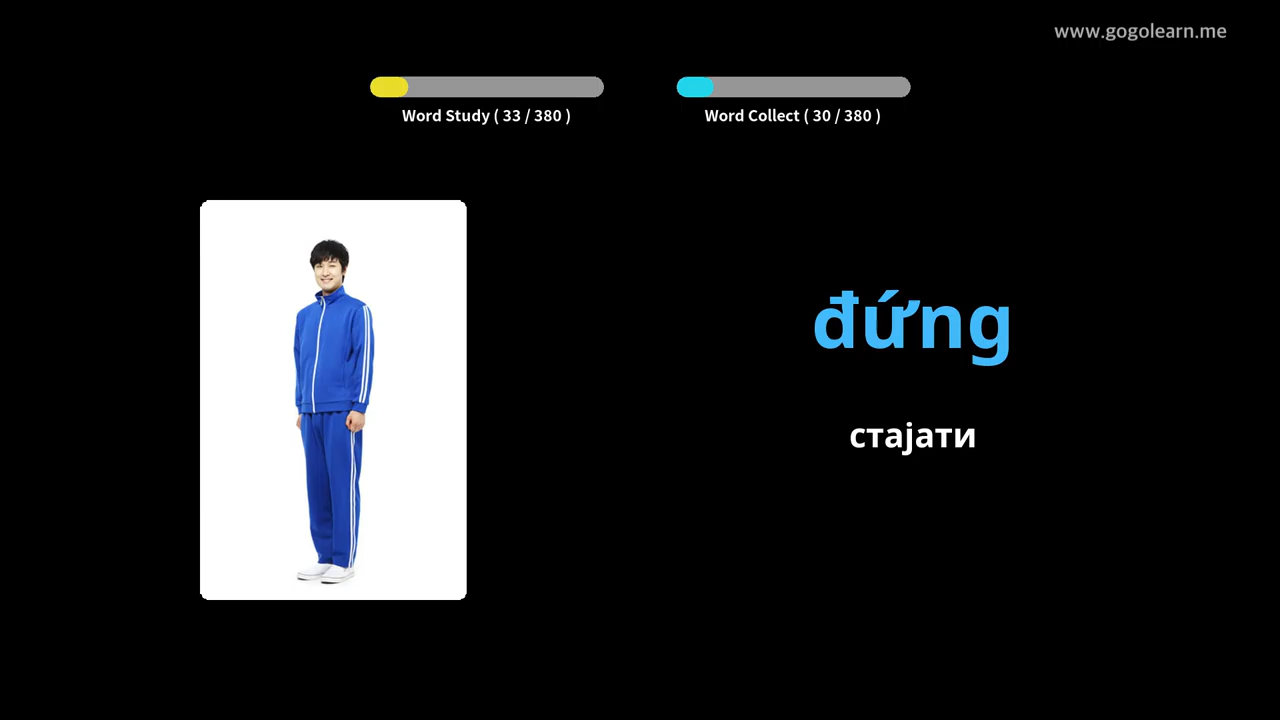 www.gogolearn.me
Word Study ( 33 / 380 )
Word Collect ( 30 / 380 )
đứng
стајати